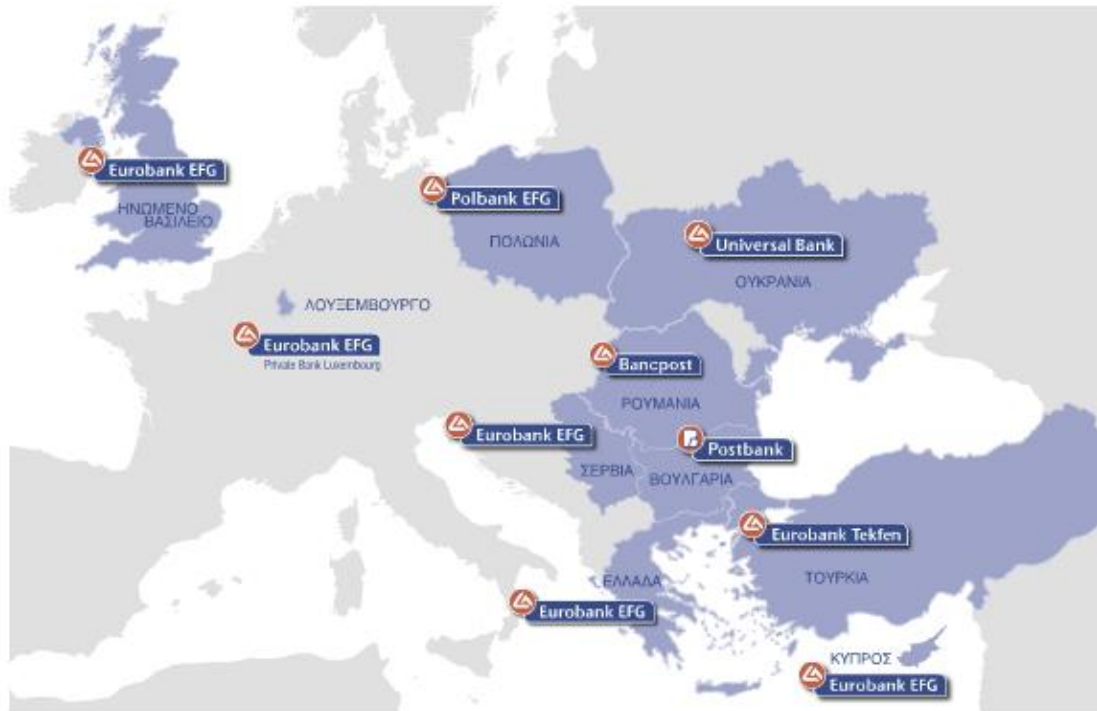 Eurobank EFG
ΗΝΩΜΕΝΟ
ΒΑΣΙΛΕΙΟ
Polbank EFG
ΠΟΛΩΝΙΑ
Universal Bank
ΟΥΚΡΑΝΙΑ
ΛΟΥΞΕΜΒΟΥΡΓΟ
Eurobank EFG
Private Bank Luxembourg
Bancpost
ΡΟΥΜΑΝΙΑ
Eurobank EFG
ΣΕΡΒΙΑ
Postbank
ΒΟΥΛΓΑΡΙΑ
Eurobank Tekfen
ΤΟΥΡΚΙΑ
ΕΛΛΑΔΑ
Eurobank EFG
ΚΥΠΡΟΣ
Eurobank EFG